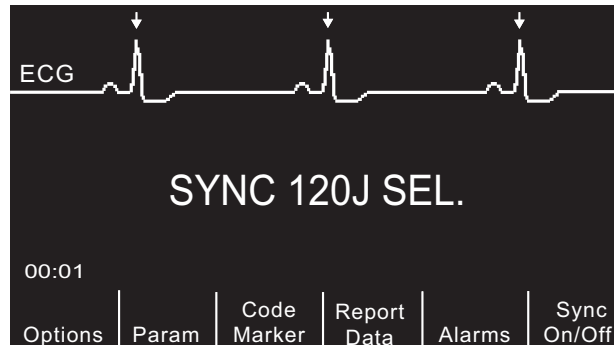 ECG
SYNC 120J SEL.
00:01
Options
Param
Code
Marker
Report
Data
Alarms
Sync
On/Off